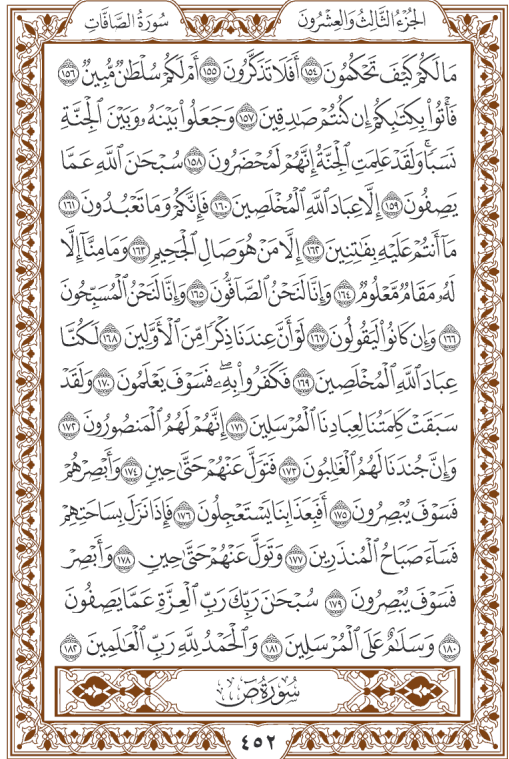 الجُزْءُ الثَّالِثُ وَالعِشْرُونَ
سُورَةُ الصَّافَاتِ
مَا لَكُمْ كَيْفَ تَحْكُمُونَ ١٥٤ أَفَلَا تَذَكَّرُونَ ١٥٥ أَمْ لَكُمْ سُلْطَٰنٌ مُّبِينٌ ١٥٦
فَأْتُوا۟ بِكِتَٰبِكُمْ إِن كُنتُمْ صَٰدِقِينَ ١٥٧ وَجَعَلُوا۟ بَيْنَهُۥ وَبَيْنَ ٱلْجِنَّةِ
نَسَبًا ۚ وَلَقَدْ عَلِمَتِ ٱلْجِنَّةُ إِنَّهُمْ لَمُحْضَرُونَ ١٥٨ سُبْحَٰنَ ٱللَّهِ عَمَّا
يَصِفُونَ ١٥٩ إِلَّا عِبَادَ ٱللَّهِ ٱلْمُخْلَصِينَ ١٦٠ فَإِنَّكُمْ وَمَا تَعْبُدُونَ ١٦١
مَآ أَنتُمْ عَلَيْهِ بِفَٰتِنِينَ ١٦٢ إِلَّا مَنْ هُوَ صَالِ ٱلْجَحِيمِ ١٦٣ وَمَا مِنَّآ إِلَّا
لَهُۥ مَقَامٌ مَّعْلُومٌ ١٦٤ وَإِنَّا لَنَحْنُ ٱلصَّآفُّونَ ١٦٥ وَإِنَّا لَنَحْنُ ٱلْمُسَبِّحُونَ
١٦٦ وَإِن كَانُوا۟ لَيَقُولُونَ ١٦٧ لَوْ أَنَّ عِندَنَا ذِكْرًا مِّنَ ٱلْأَوَّلِينَ ١٦٨ لَكُنَّا
عِبَادَ ٱللَّهِ ٱلْمُخْلَصِينَ ١٦٩ فَكَفَرُوا۟ بِهِۦ ۖ فَسَوْفَ يَعْلَمُونَ ١٧٠ وَلَقَدْ
سَبَقَتْ كَلِمَتُنَا لِعِبَادِنَا ٱلْمُرْسَلِينَ ١٧١ إِنَّهُمْ لَهُمُ ٱلْمَنصُورُونَ ١٧٢
وَإِنَّ جُندَنَا لَهُمُ ٱلْغَٰلِبُونَ ١٧٣ فَتَوَلَّ عَنْهُمْ حَتَّىٰ حِينٍ ١٧٤ وَأَبْصِرْهُمْ
فَسَوْفَ يُبْصِرُونَ ١٧٥ أَفَبِعَذَابِنَا يَسْتَعْجِلُونَ ١٧٦ فَإِذَا نَزَلَ بِسَاحَتِهِمْ
فَسَآءَ صَبَاحُ ٱلْمُنذَرِينَ ١٧٧ وَتَوَلَّ عَنْهُمْ حَتَّىٰ حِينٍ ١٧٨ وَأَبْصِرْ
فَسَوْفَ يُبْصِرُونَ ١٧٩ سُبْحَٰنَ رَبِّكَ رَبِّ ٱلْعِزَّةِ عَمَّا يَصِفُونَ
١٨٠ وَسَلَٰمٌ عَلَى ٱلْمُرْسَلِينَ ١٨١ وَٱلْحَمْدُ لِلَّهِ رَبِّ ٱلْعَٰلَمِينَ ١٨٢
سُورَةُ صٓ
٤٥٢